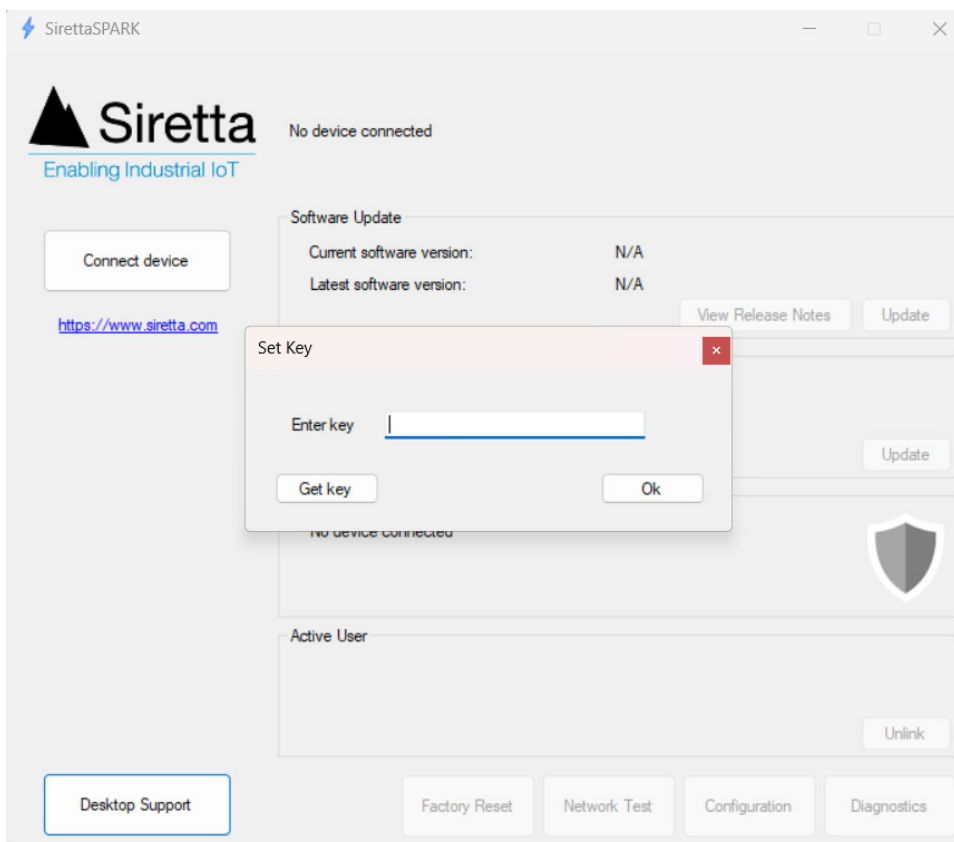 SirettaSPARK
Siretta
Enabling Industrial IoT
No device connected
Connect device
https://www.siretta.com
Software Update
Current software version: N/A
Latest software version: N/A
View Release Notes Update
Set Key
Enter key
Get key Ok
Update
No device connected
Active User
Unlink
Desktop Support
Factory Reset Network Test Configuration Diagnostics